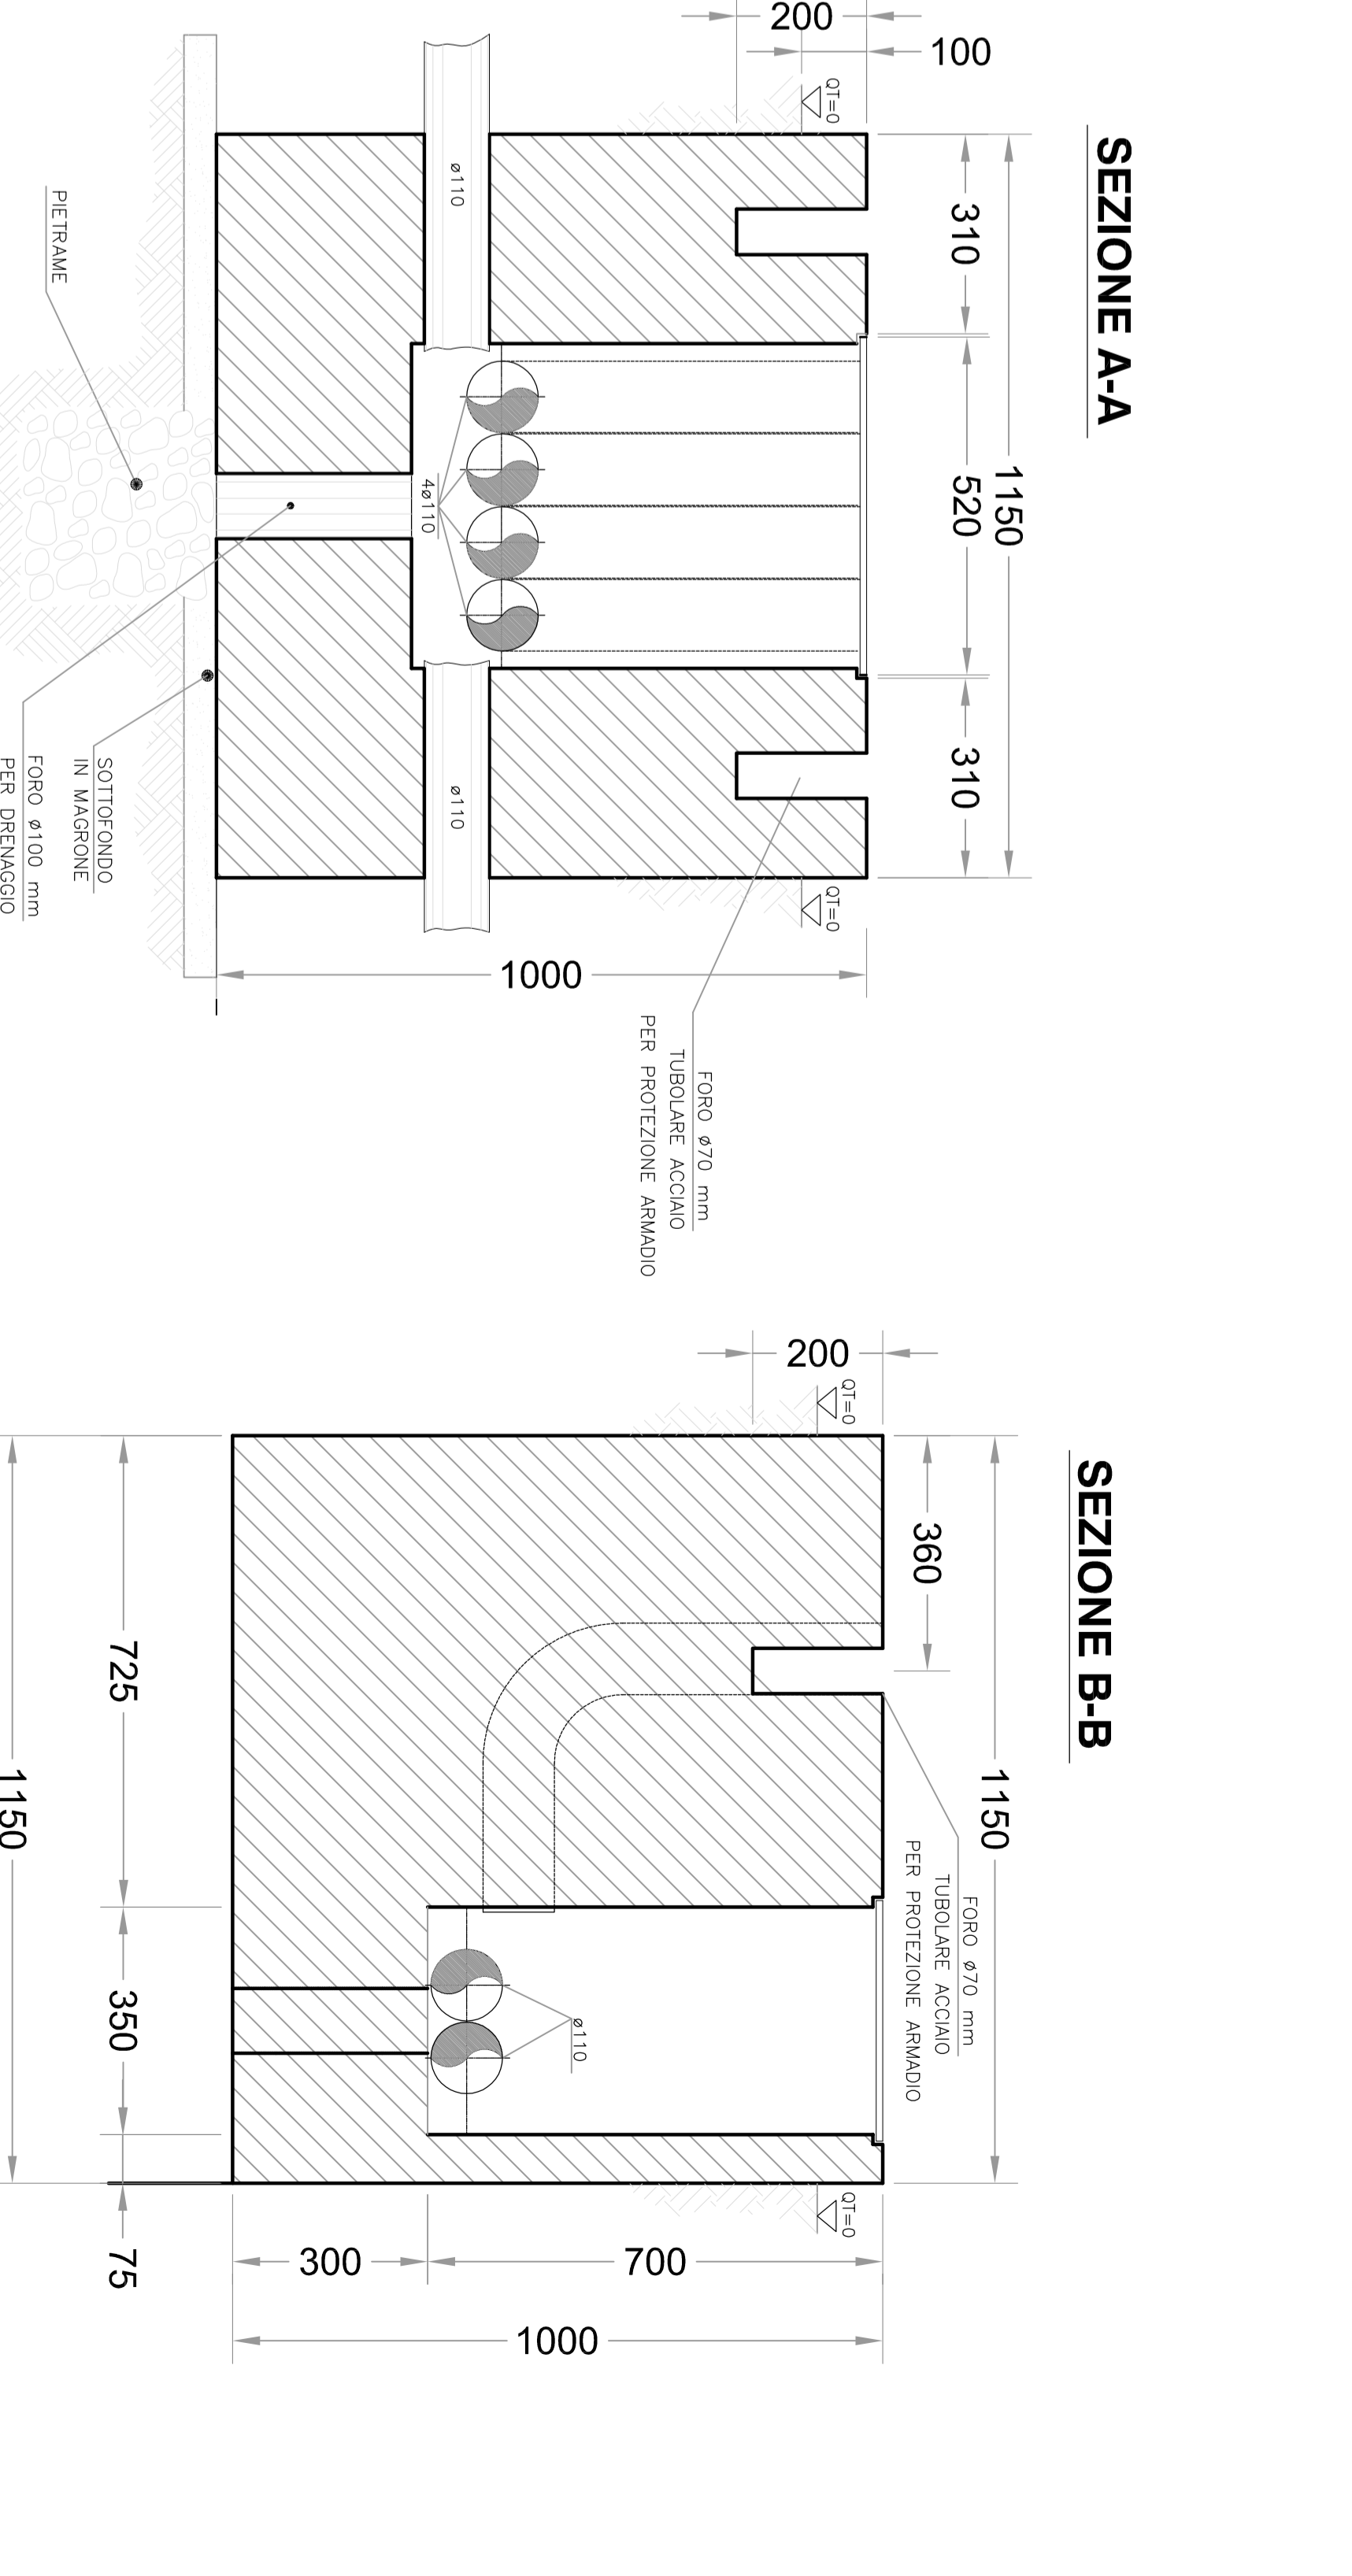 SEZIONE A-A
1150
310
520
310
200
100
QT=0
QT=0
ø110
ø110
4ø110
1000
FORO ø70 mm
TUBOLARE ACCIAIO
PER PROTEZIONE ARMADIO
PIETRAME
SOTTOFONDO
IN MAGRONE
FORO ø100 mm
PER DRENAGGIO
SEZIONE B-B
1150
360
200
QT=0
QT=0
FORO ø70 mm
TUBOLARE ACCIAIO
PER PROTEZIONE ARMADIO
ø110
300
700
1000
725
350
75
1150